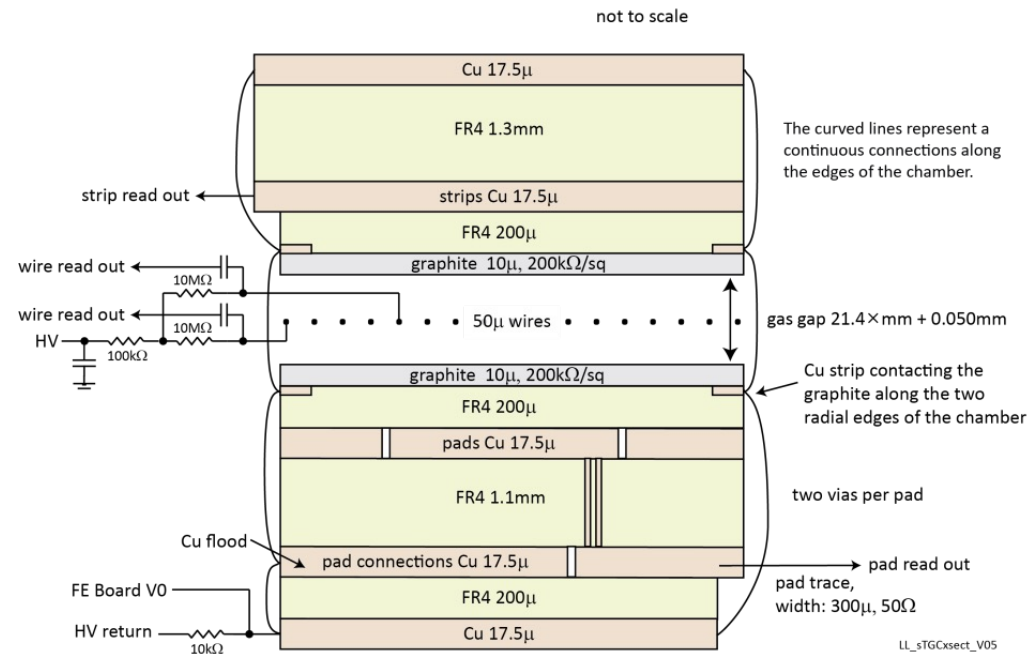 not to scale
Cu 17.5μ
FR4 1.3mm
The curved lines represent a
continuous connections along
the edges of the chamber.
strip read out
strips Cu 17.5μ
FR4 200μ
graphite 10μ, 200kΩ/sq
wire read out
10MΩ
wire read out
10MΩ
HV
100kΩ
50μ wires
gas gap 21.4×mm + 0.050mm
graphite 10μ, 200kΩ/sq
Cu strip contacting the
graphite along the two
radial edges of the chamber
FR4 200μ
pads Cu 17.5μ
FR4 1.1mm
two vias per pad
Cu flood
pad connections Cu 17.5μ
pad read out
pad trace,
width: 300μ, 50Ω
FE Board V0
FR4 200μ
HV return
10kΩ
Cu 17.5μ
LL_sTGCxsect_V05